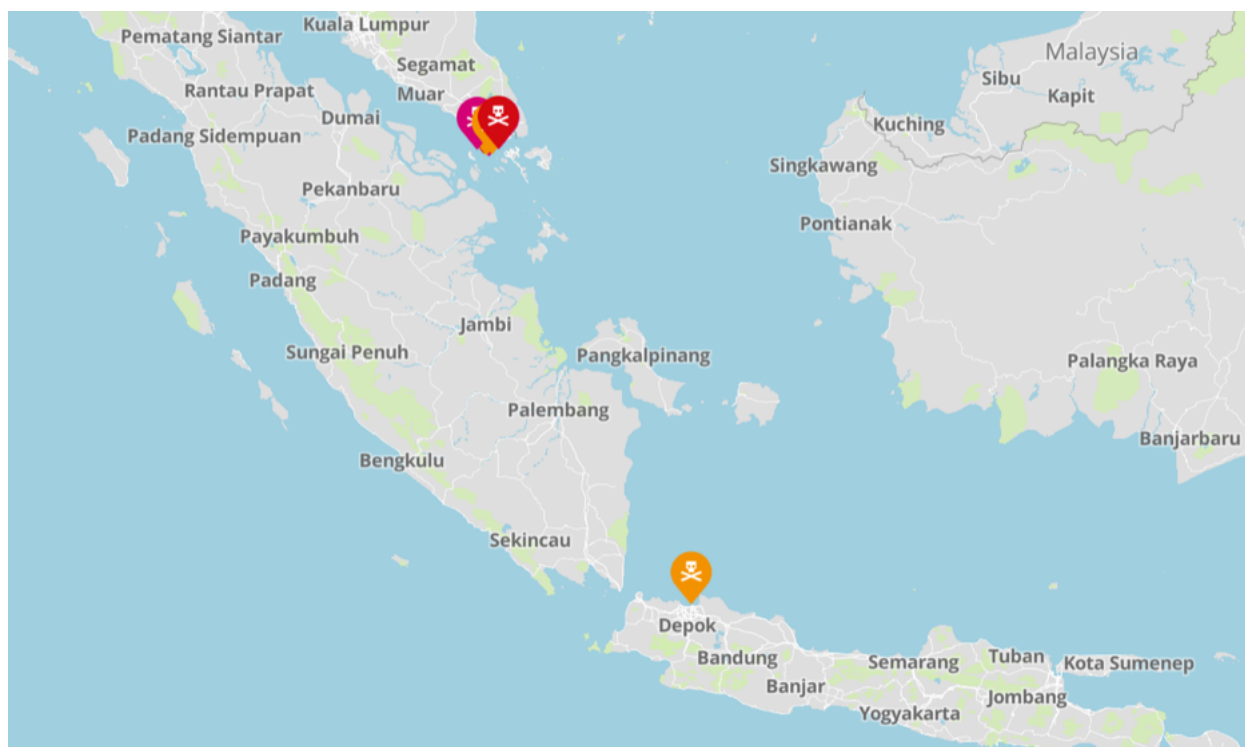 Kuala Lumpur
Pematang Siantar
Malaysia
Segamat
Sibu
Rantau Prapat
Muar
Kapit
Dumai
Kuching
Padang Sidempuan
Singkawang
Pekanbaru
Pontianak
Payakumbuh
Padang
Jambi
Sungai Penuh
Pangkalpinang
Palangka Raya
Palembang
Banjarbaru
Bengkulu
Sekincau
Depok
Bandung
Semarang
Tuban
Kota Sumenep
Banjar
Jombang
Yogyakarta